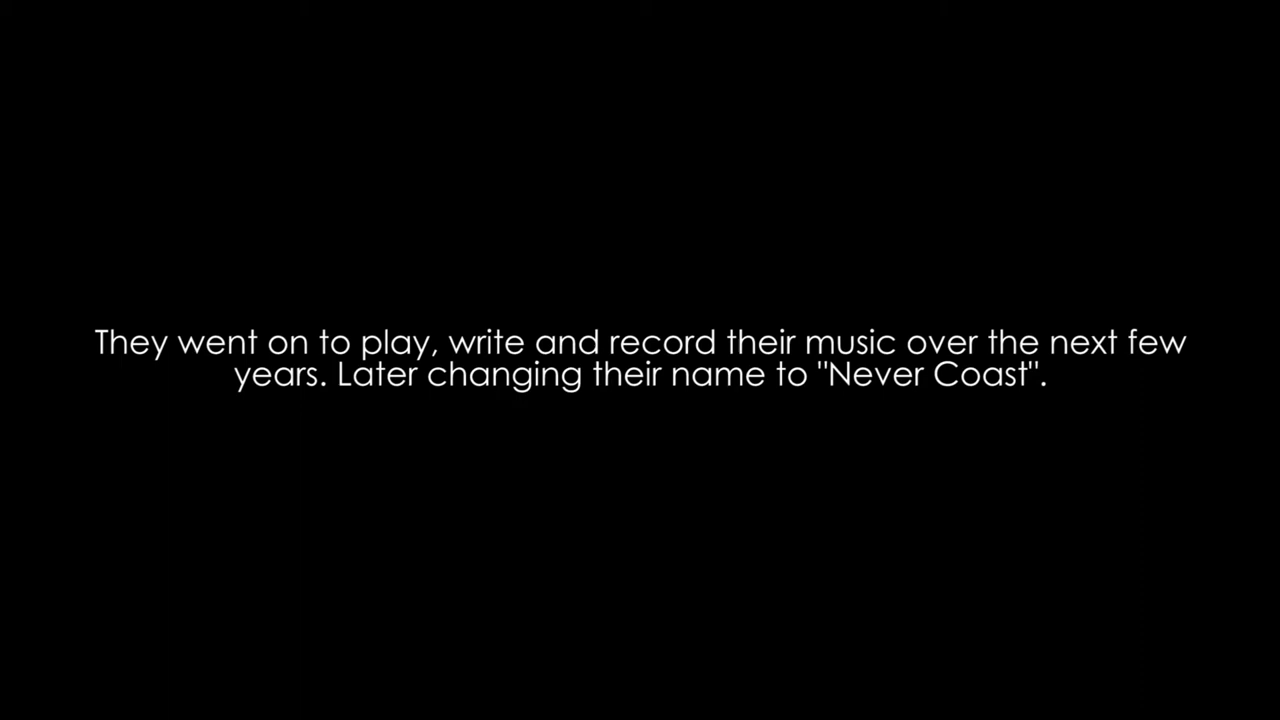 They went on to play, write and record their music over the next few
years. Later changing their name to "Never Coast".